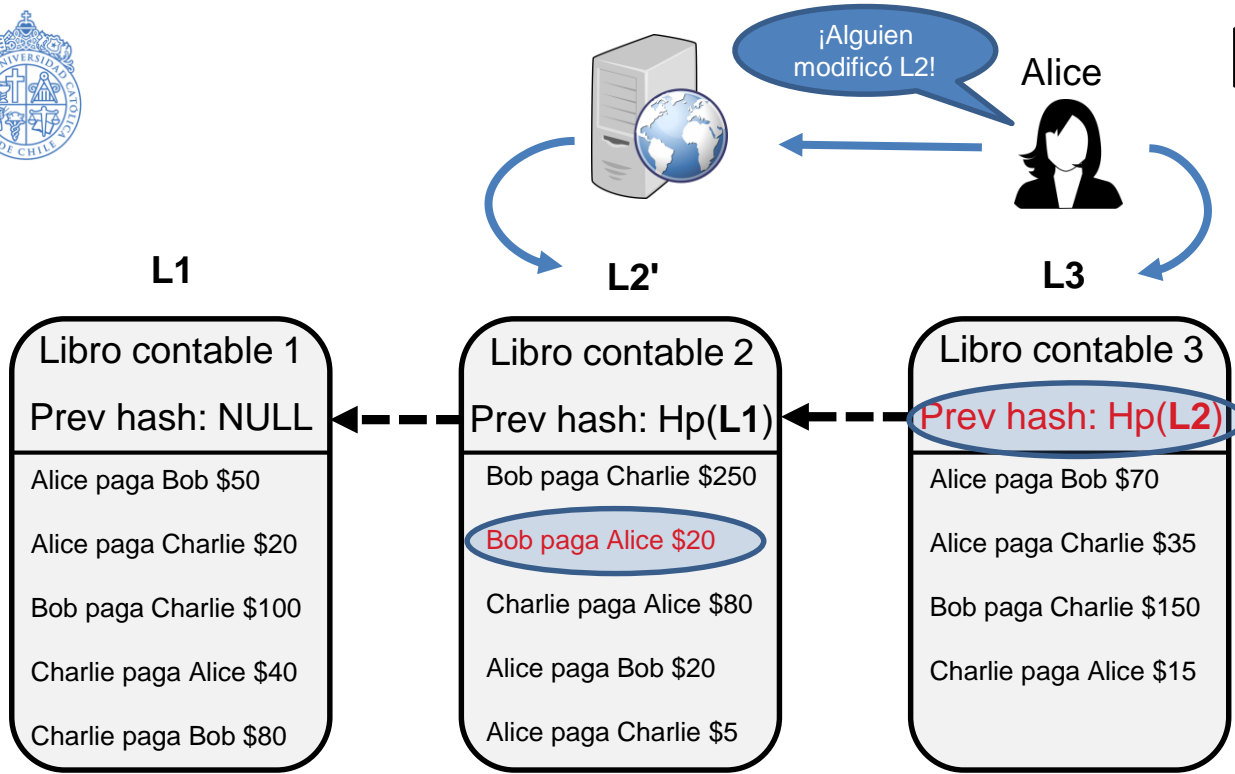 UNIVERSIDAD CATÓLICA
DE CHILE
¡Alguien
modificó L2!
Alice
L1
L2'
L3
Libro contable 1
Prev hash: NULL
Alice paga Bob $50
Alice paga Charlie $20
Bob paga Charlie $100
Charlie paga Alice $40
Charlie paga Bob $80
Libro contable 2
Prev hash: Hp(L1)
Bob paga Charlie $250
Bob paga Alice $20
Charlie paga Alice $80
Alice paga Bob $20
Alice paga Charlie $5
Libro contable 3
Prev hash: Hp(L2)
Alice paga Bob $70
Alice paga Charlie $35
Bob paga Charlie $150
Charlie paga Alice $15